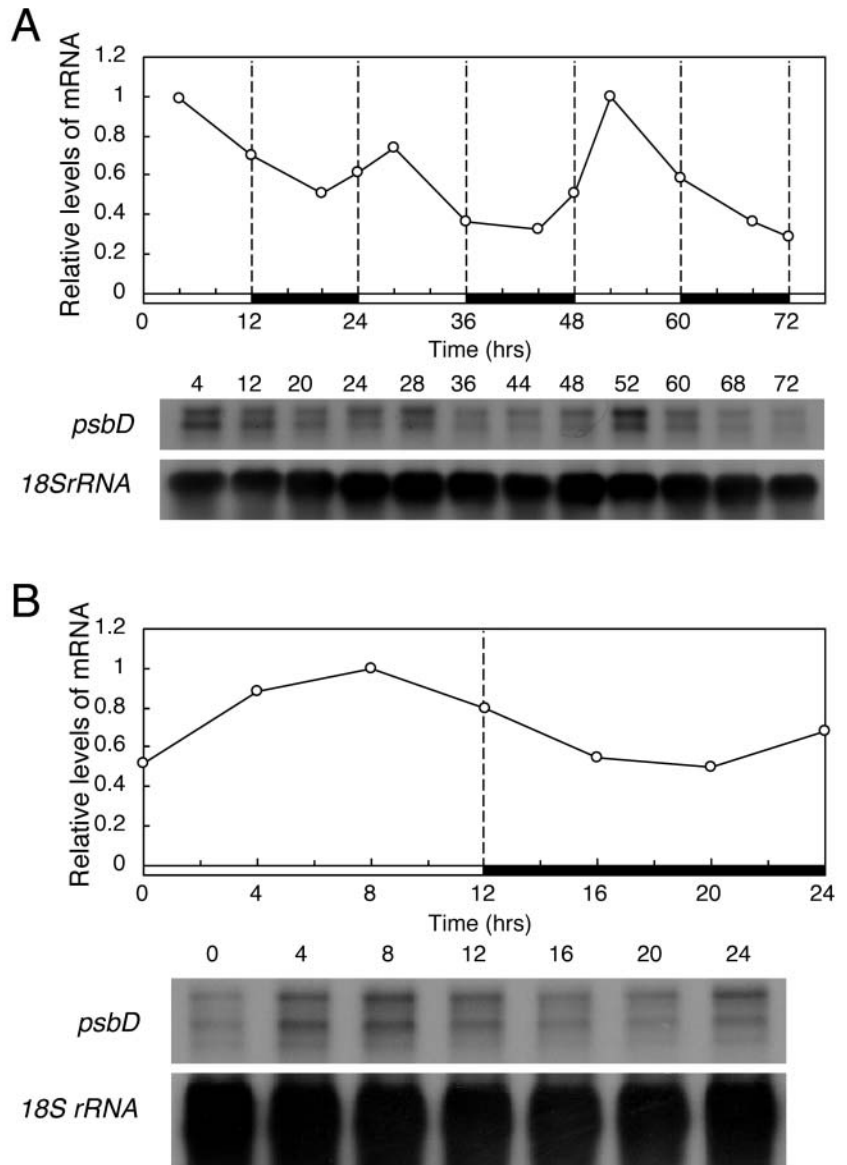 A
Relative levels of mRNA
1.2
1
0.8
0.6
0.4
0.2
0
0 12 24 36 48 60 72
Time (hrs)
4 12 20 24 28 36 44 48 52 60 68 72
psbD
18SrRNA
B
Relative levels of mRNA
1.2
1
0.8
0.6
0.4
0.2
0
0 4 8 12 16 20 24
Time (hrs)
0 4 8 12 16 20 24
psbD
18S rRNA